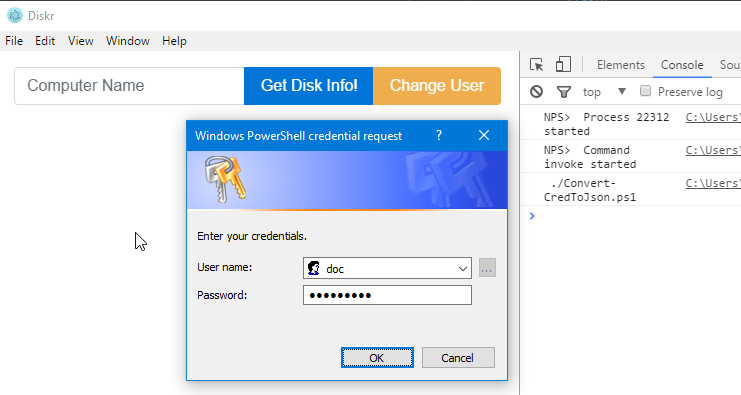 Diskr
File Edit View Window Help
Computer Name Get Disk Info! Change User
Windows PowerShell credential request ?
Enter your credentials.
User name: doc ...
Password: •••••••••
OK Cancel
Elements Console Sou
top Preserve log
NPS> Process 22312 C:\Users\
started
NPS> Command C:\Users\
invoke started
./Convert- C:\Users\
CredToJson.ps1
>